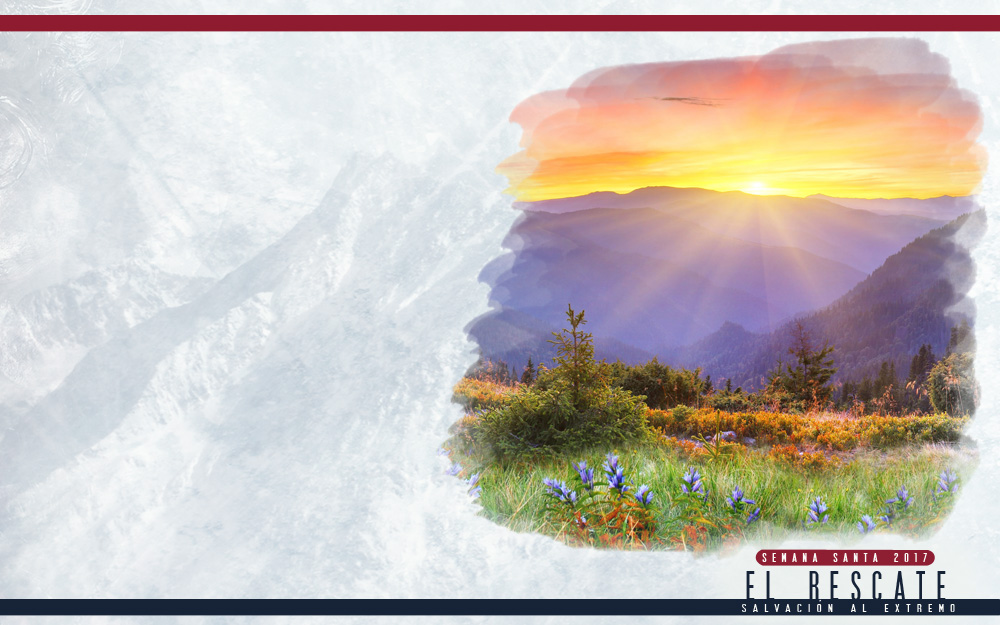 SEMANA SANTA 2017
EL RESCATE
SALVACIÓN AL EXTREMO